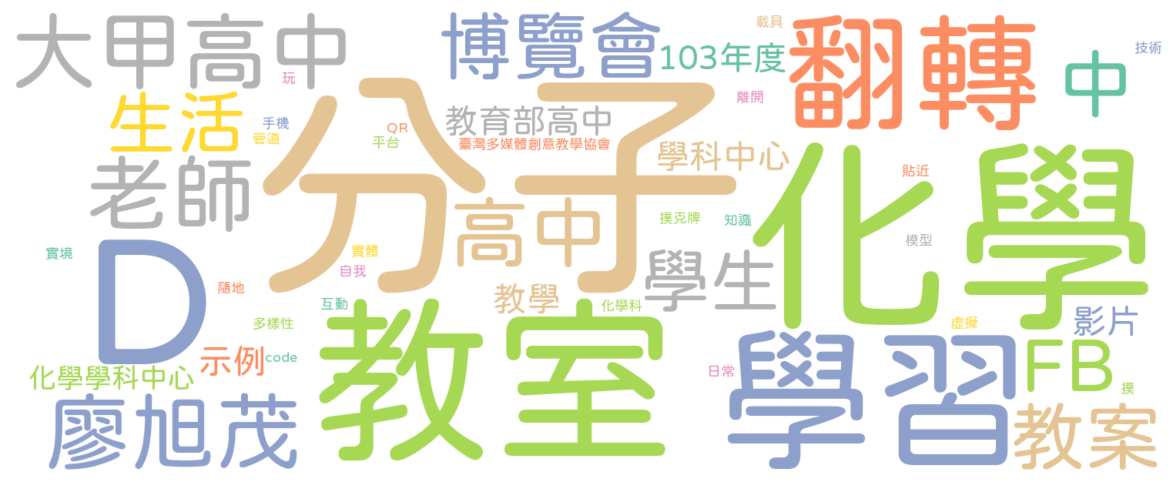 大甲高中
博覽會
載具
103年度
翻轉
技術
中
玩
生活
分子
離開
手機
QR
教育部高中
管道
平台
臺灣多媒體創意教學協會
學科中心
化學
老師
貼近
高中
撲克牌
知識
D
模型
實境
實體
學生
自我
隨地
教學
互動
化學科
多樣性
教室
影片
虛擬
示例
code
學習
FB
化學學科中心
日常
摸
廖旭茂
教案